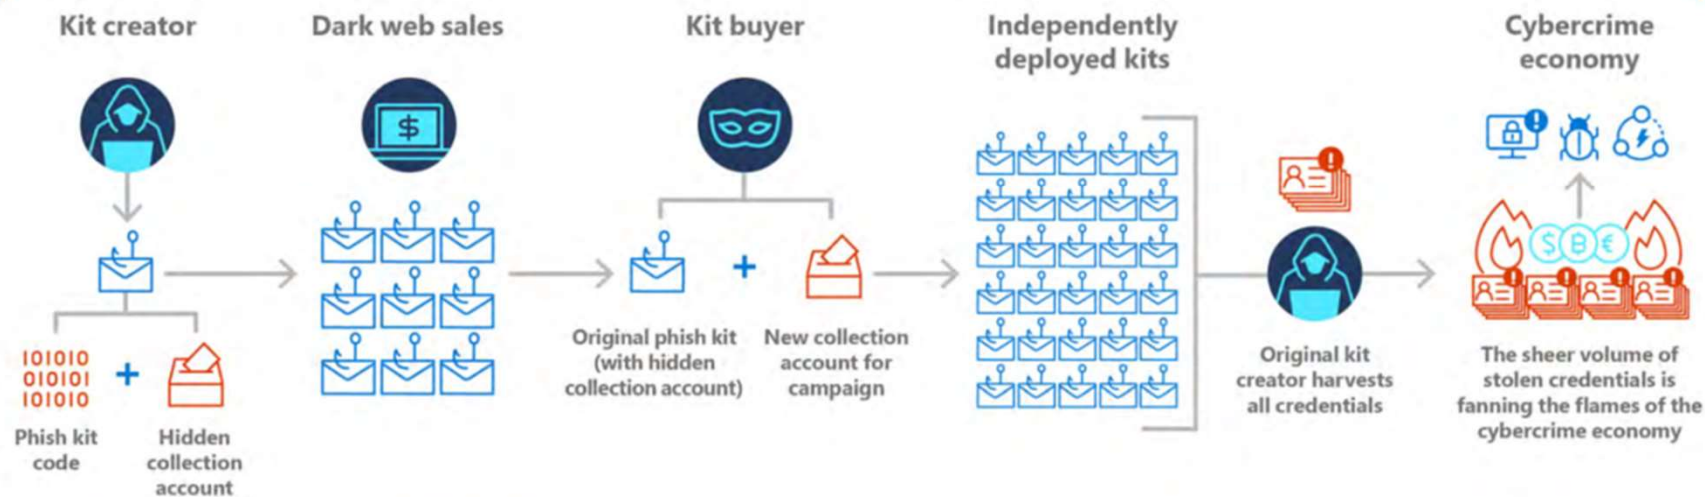 Kit creator
Dark web sales
Kit buyer
Independently
deployed kits
Cybercrime
economy
$
101010
010101
101010
Phish kit
code
Hidden
collection
account
Original phish kit
(with hidden
collection account)
New collection
account for
campaign
!
Original kit
creator harvests
all credentials
!
$ B €
! ! ! !
The sheer volume of
stolen credentials is
fanning the flames of the
cybercrime economy